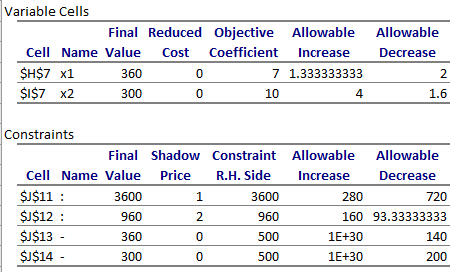 Variable Cells
Final Reduced Objective Allowable Allowable
Cell Name Value Cost Coefficient Increase Decrease
$H$7 x1 360 0 7 1.333333333 2
$I$7 x2 300 0 10 4 1.6
Constraints
Final Shadow Constraint Allowable Allowable
Cell Name Value Price R.H. Side Increase Decrease
$J$11 : 3600 1 3600 280 720
$J$12 : 960 2 960 160 93.33333333
$J$13 - 360 0 500 1E+30 140
$J$14 - 300 0 500 1E+30 200